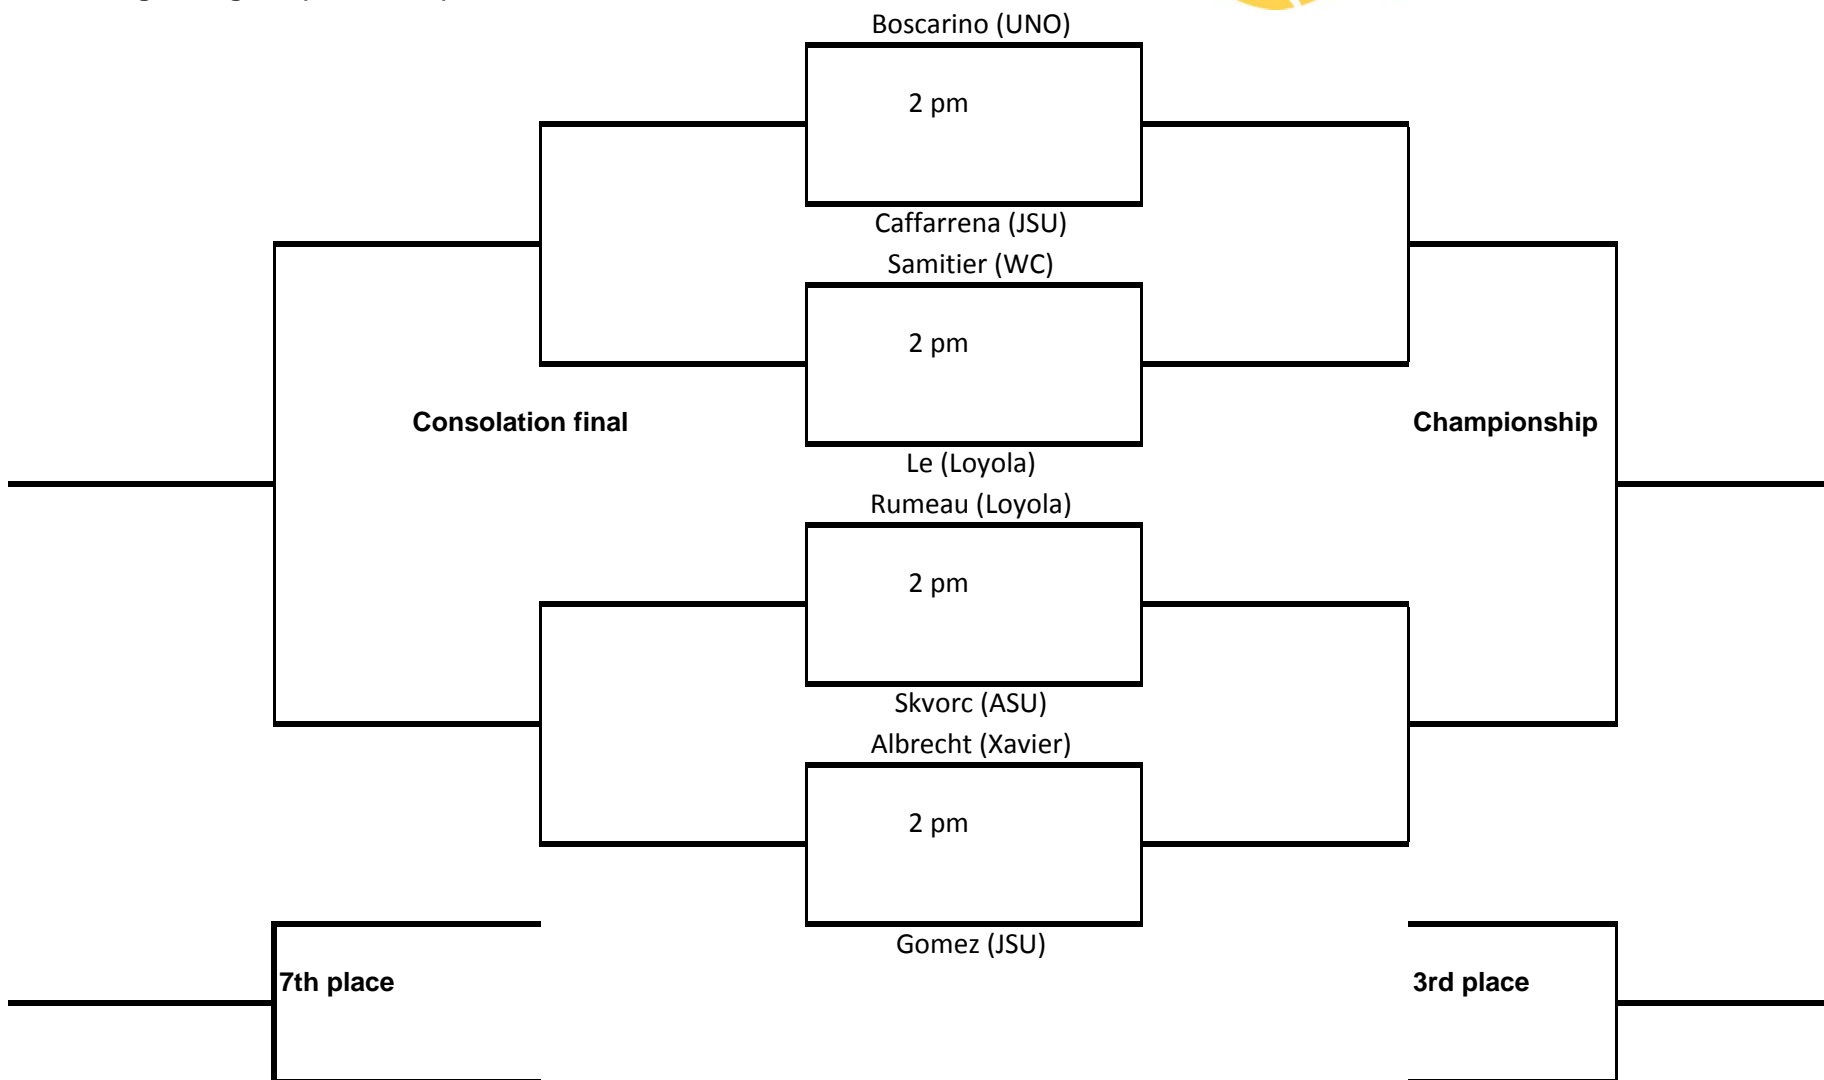 Boscarino (UNO)
2 pm
Caffarrena (JSU)
Samitier (WC)
2 pm
Consolation final
Championship
Le (Loyola)
Rumeau (Loyola)
2 pm
Skvorc (ASU)
Albrecht (Xavier)
2 pm
Gomez (JSU)
7th place
3rd place